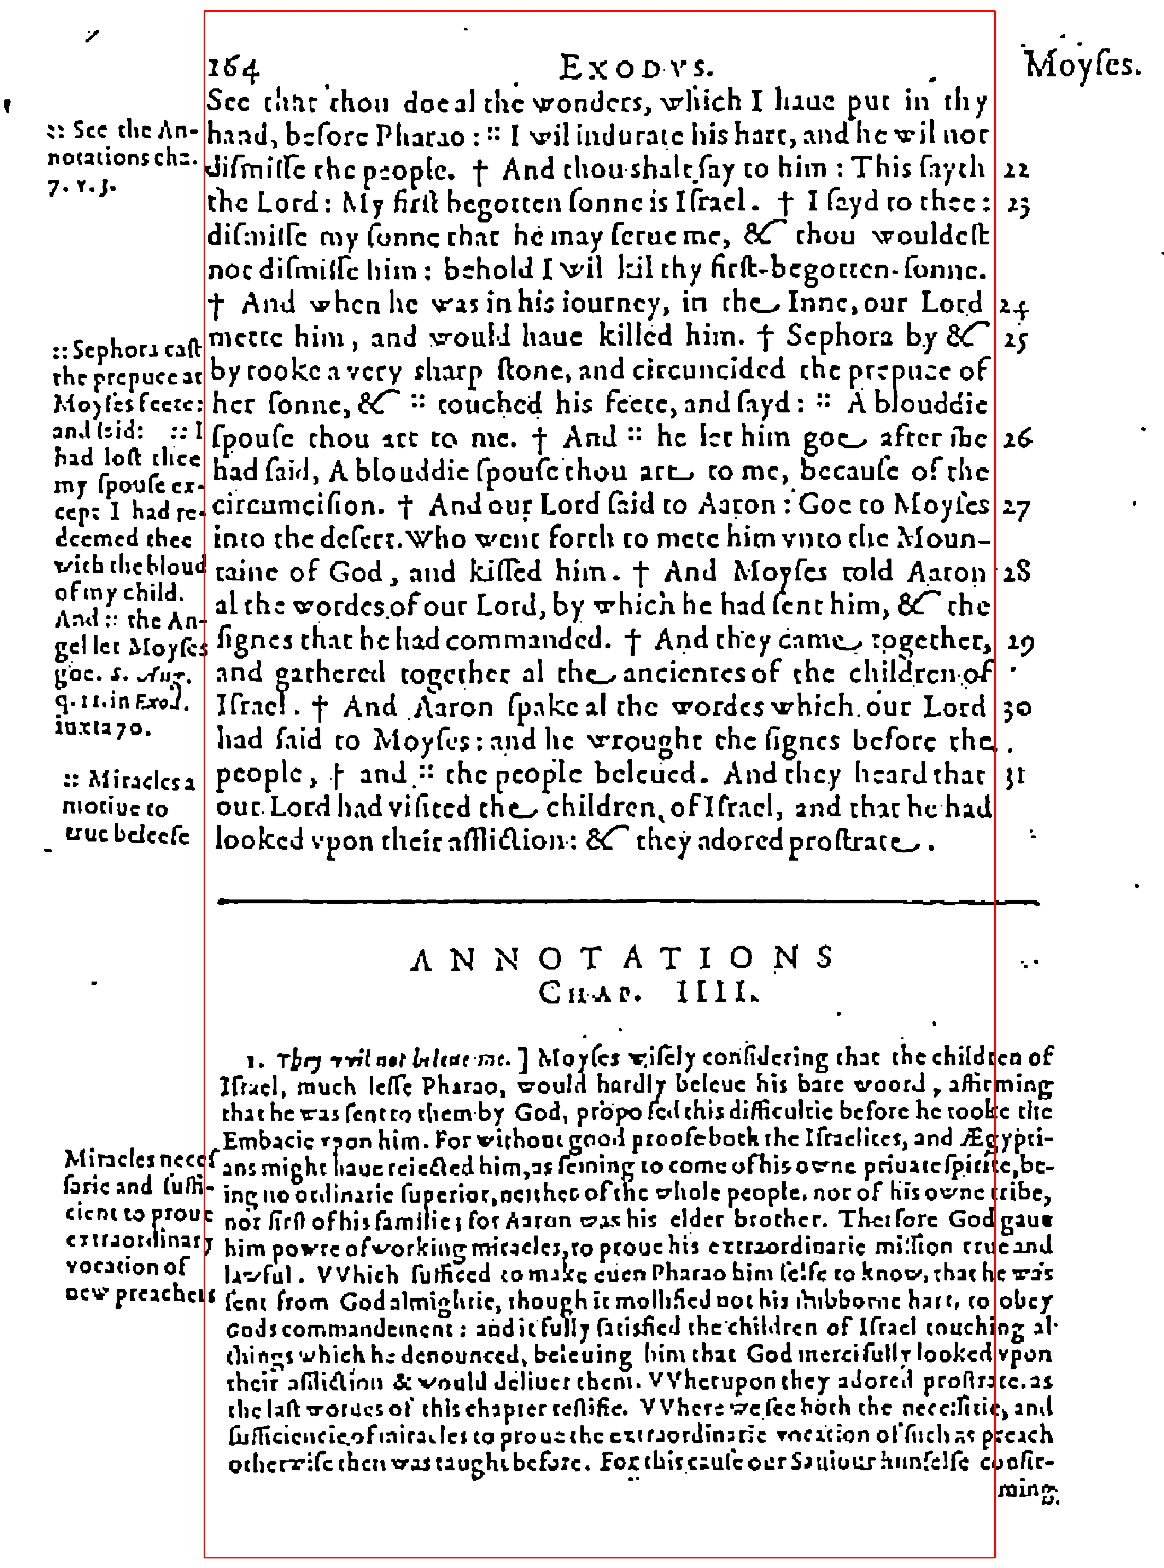 164 EXODVS. Moyses.
See that thou doe al the wonders, which I haue put in thy
hand, before Pharao: :: I wil indurate his hart, and he wil not
dismisse the people. † And thou shalt say to him: This sayth 22
the Lord: My first begotten sonne is Israel. † I sayd to thee: 23
dismisse my sonne that he may serue me, & thou wouldest
not dismisse him: behold I wil kil thy first-begotten-sonne.
† And when he was in his iourney, in the Inne, our Lord 24
mette him, and would haue killed him. † Sephora by & 25
by tooke a very sharp stone, and circuncided the prepuce of
her sonne, & :: touched his feete, and sayd: :: A blouddie
spouse thou art to me. † And :: he let him goe after she 26
had said, A blouddie spouse thou art to me, because of the
circumcision. † And our Lord said to Aaron: Goe to Moyses 27
into the desert. Who went forth to mete him vnto the Moun-
taine of God, and kissed him. † And Moyses told Aaron 28
al the wordes of our Lord, by which he had sent him, & the
signes that he had commanded. † And they came together, 29
and gathered together al the ancientes of the children of
Israel. † And Aaron spake al the wordes which our Lord 30
had said to Moyses: and he wrought the signes before the
people, † and :: the people beleued. And they heard that 31
our Lord had visited the children of Israel, and that he had
looked vpon their affliction: & they adored prostrate.
:: See the An-
notations cha.
7. v. 3.
:: Sephora cast
the prepuce at
Moyses feete:
and said: :: I
had lost thee
my spouse ex-
cept I had re-
deemed thee
with the bloud
of my child.
And :: the An-
gel let Moyses
goe. S. Aug.
q. 11. in Exod.
iuxta 70.
:: Miracles a
motiue to
true beleefe
ANNOTATIONS
CHAP. IIII.
1. They vvil not beleue me. ] Moyses wisely considering that the children of
Israel, much lesse Pharao, would hardly beleue his bare woord, affirming
that he was sent to them by God, proposed this difficultie before he tooke the
Embacie vpon him. For without good proofe both the Israelites, and Ægypti-
ans might haue reiected him, as seming to come of his owne priuate spirite, be-
ing no ordinarie superior, neither of the whole people, nor of his owne tribe,
nor first of his familie; for Aaron was his elder brother. Therfore God gaue
him powre of working miracles, to proue his extraordinarie mission true and
lawful. VVhich sufficed to make euen Pharao him selfe to know, that he was
sent from God almightie, though it mollified not his stubborne hart, to obey
Gods commandement: and it fully satisfied the children of Israel touching al
things which he denounced, beleuing him that God mercifully looked vpon
their affliction & would deliuer them. VVherupon they adored prostrate, as
the last wordes of this chapter testifie. VVhere we see both the necessitie, and
sufficiencie of miracles to proue the extraordinarie vocation of such as preach
otherwise then was taught before. For this cause our Sauiour himselfe confir-
ming
Miracles neces
sarie and suffi-
cient to proue
extraordinary
vocation of
new preachers